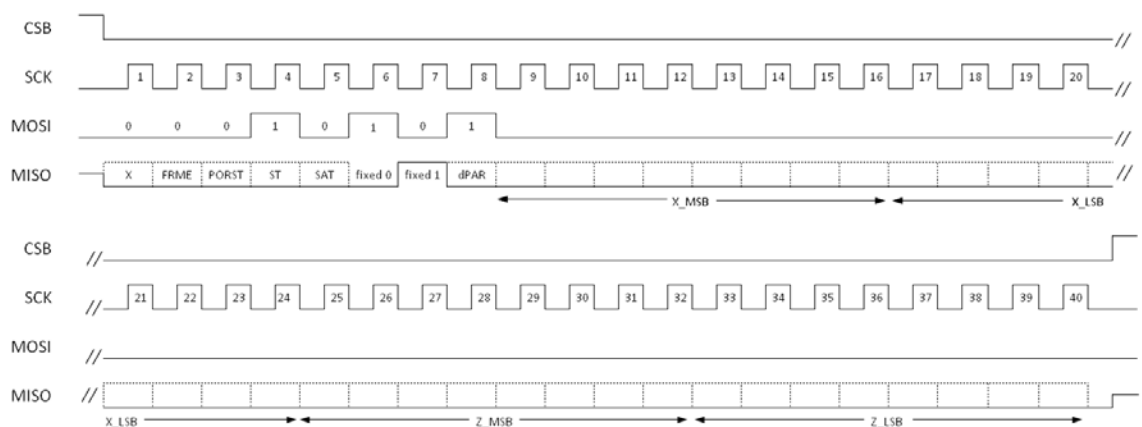 CSB
//
SCK 1 2 3 4 5 6 7 8 9 10 11 12 13 14 15 16 17 18 19 20
//
MOSI 0 0 0 1 0 1 0 1
//
MISO X FRME PORST ST SAT fixed 0 fixed 1 dPAR //
X_MSB X_LSB
CSB
//
SCK // 21 22 23 24 25 26 27 28 29 30 31 32 33 34 35 36 37 38 39 40
MOSI
//
MISO //
X_LSB Z_MSB Z_LSB